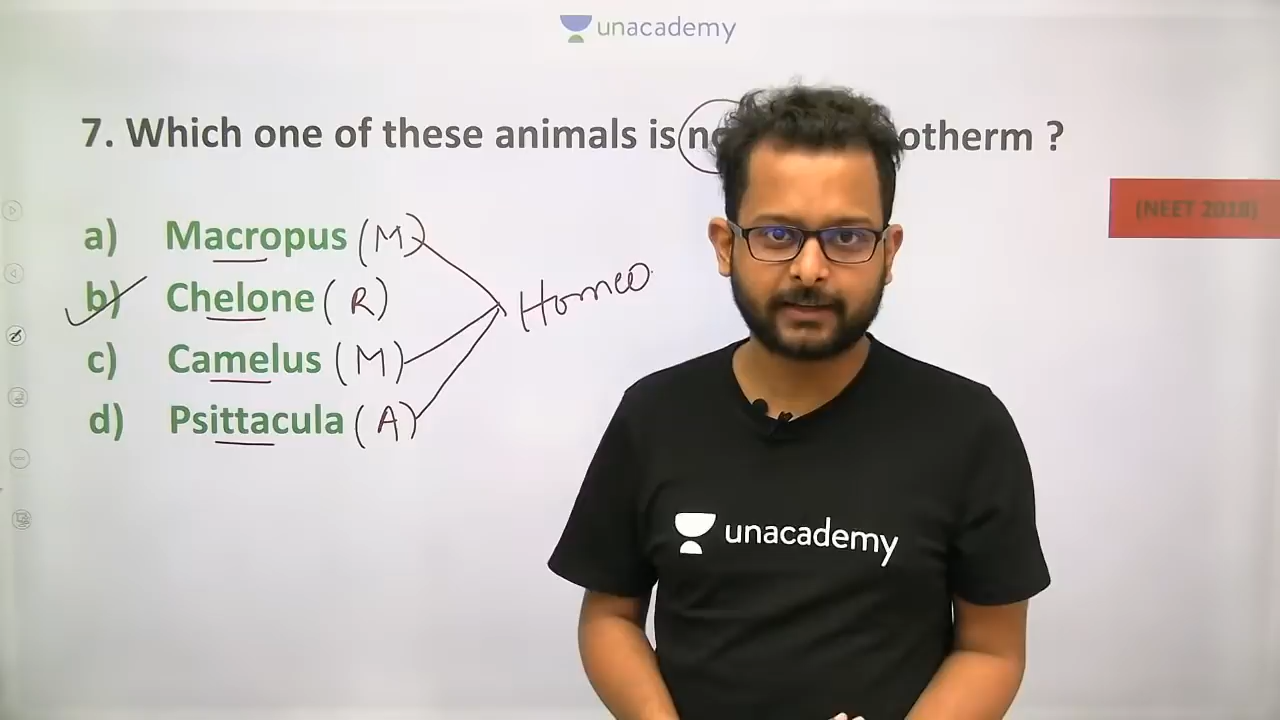 unacademy
7. Which one of these animals is otherm ?
(NEET 2018)
a) Macropus (M)
b) Chelone (R)
Homeo
c) Camelus (M)
d) Psittacula (A)
unacademy